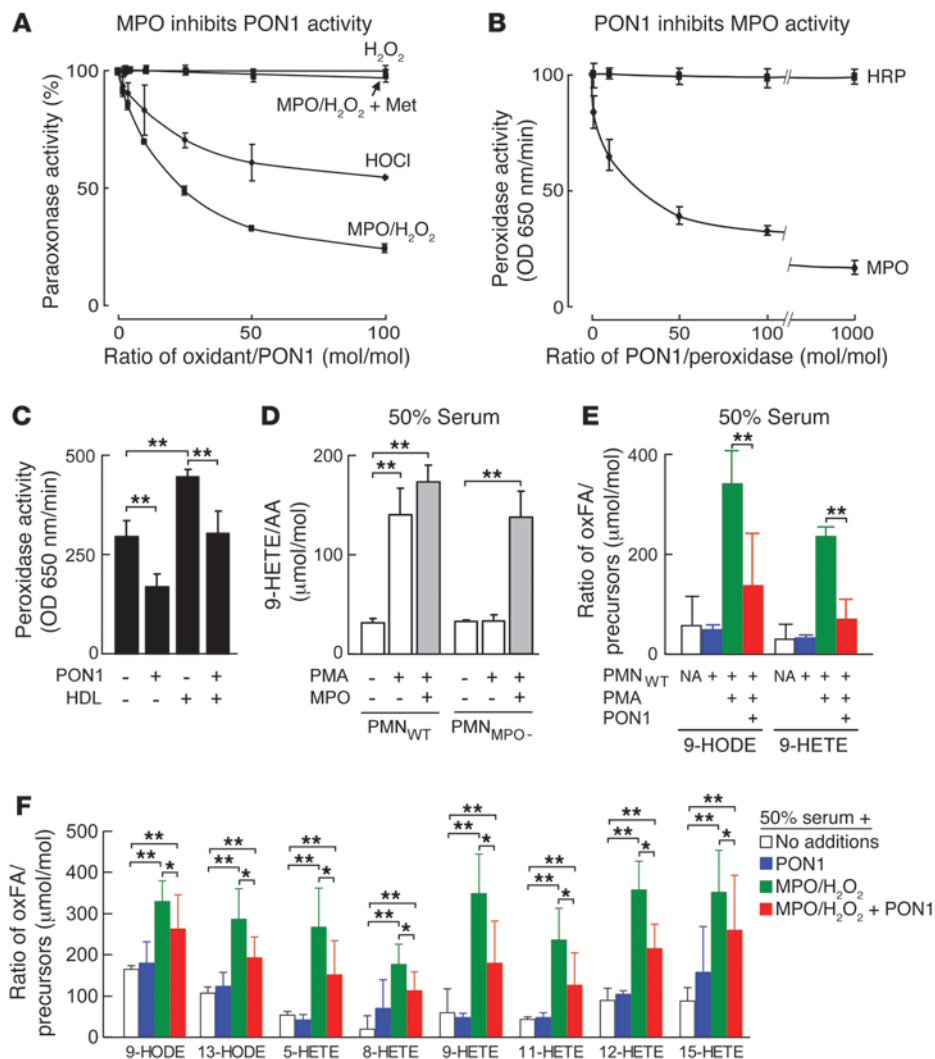 A
MPO inhibits PON1 activity
Paraoxonase activity (%)
100
50
0
H2O2
MPO/H2O2 + Met
HOCl
MPO/H2O2
0 50 100
Ratio of oxidant/PON1 (mol/mol)
B
PON1 inhibits MPO activity
Peroxidase activity
(OD 650 nm/min)
100
50
0
HRP
MPO
0 50 100 1000
Ratio of PON1/peroxidase (mol/mol)
C
Peroxidase activity
(OD 650 nm/min)
500
250
0
**
**
**
PON1 - + - +
HDL - - + +
D
50% Serum
9-HETE/AA
(μmol/mol)
200
100
0
**
**
**
PMA - + + - + +
MPO - - + - - +
PMNWT PMNMPO-
E
50% Serum
Ratio of oxFA/
precursors (μmol/mol)
400
200
0
**
**
PMNWT NA + + + NA + + +
PMA + + + +
PON1 + +
9-HODE 9-HETE
F
Ratio of oxFA/
precursors (μmol/mol)
500
400
300
200
100
0
** ** ** ** ** ** ** **
** ** ** ** ** ** ** **
* * * * * * * *
9-HODE 13-HODE 5-HETE 8-HETE 9-HETE 11-HETE 12-HETE 15-HETE
50% serum +
No additions
PON1
MPO/H2O2
MPO/H2O2 + PON1